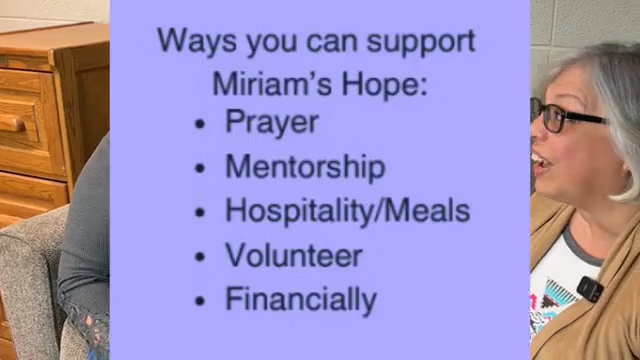 Ways you can support
Miriam's Hope:
• Prayer
• Mentorship
• Hospitality/Meals
• Volunteer
• Financially